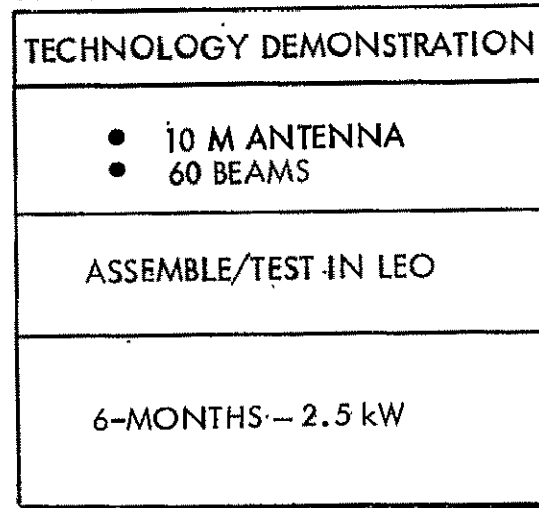 TECHNOLOGY DEMONSTRATION
● 10 M ANTENNA
● 60 BEAMS
ASSEMBLE/TEST IN LEO
6-MONTHS - 2.5 kW